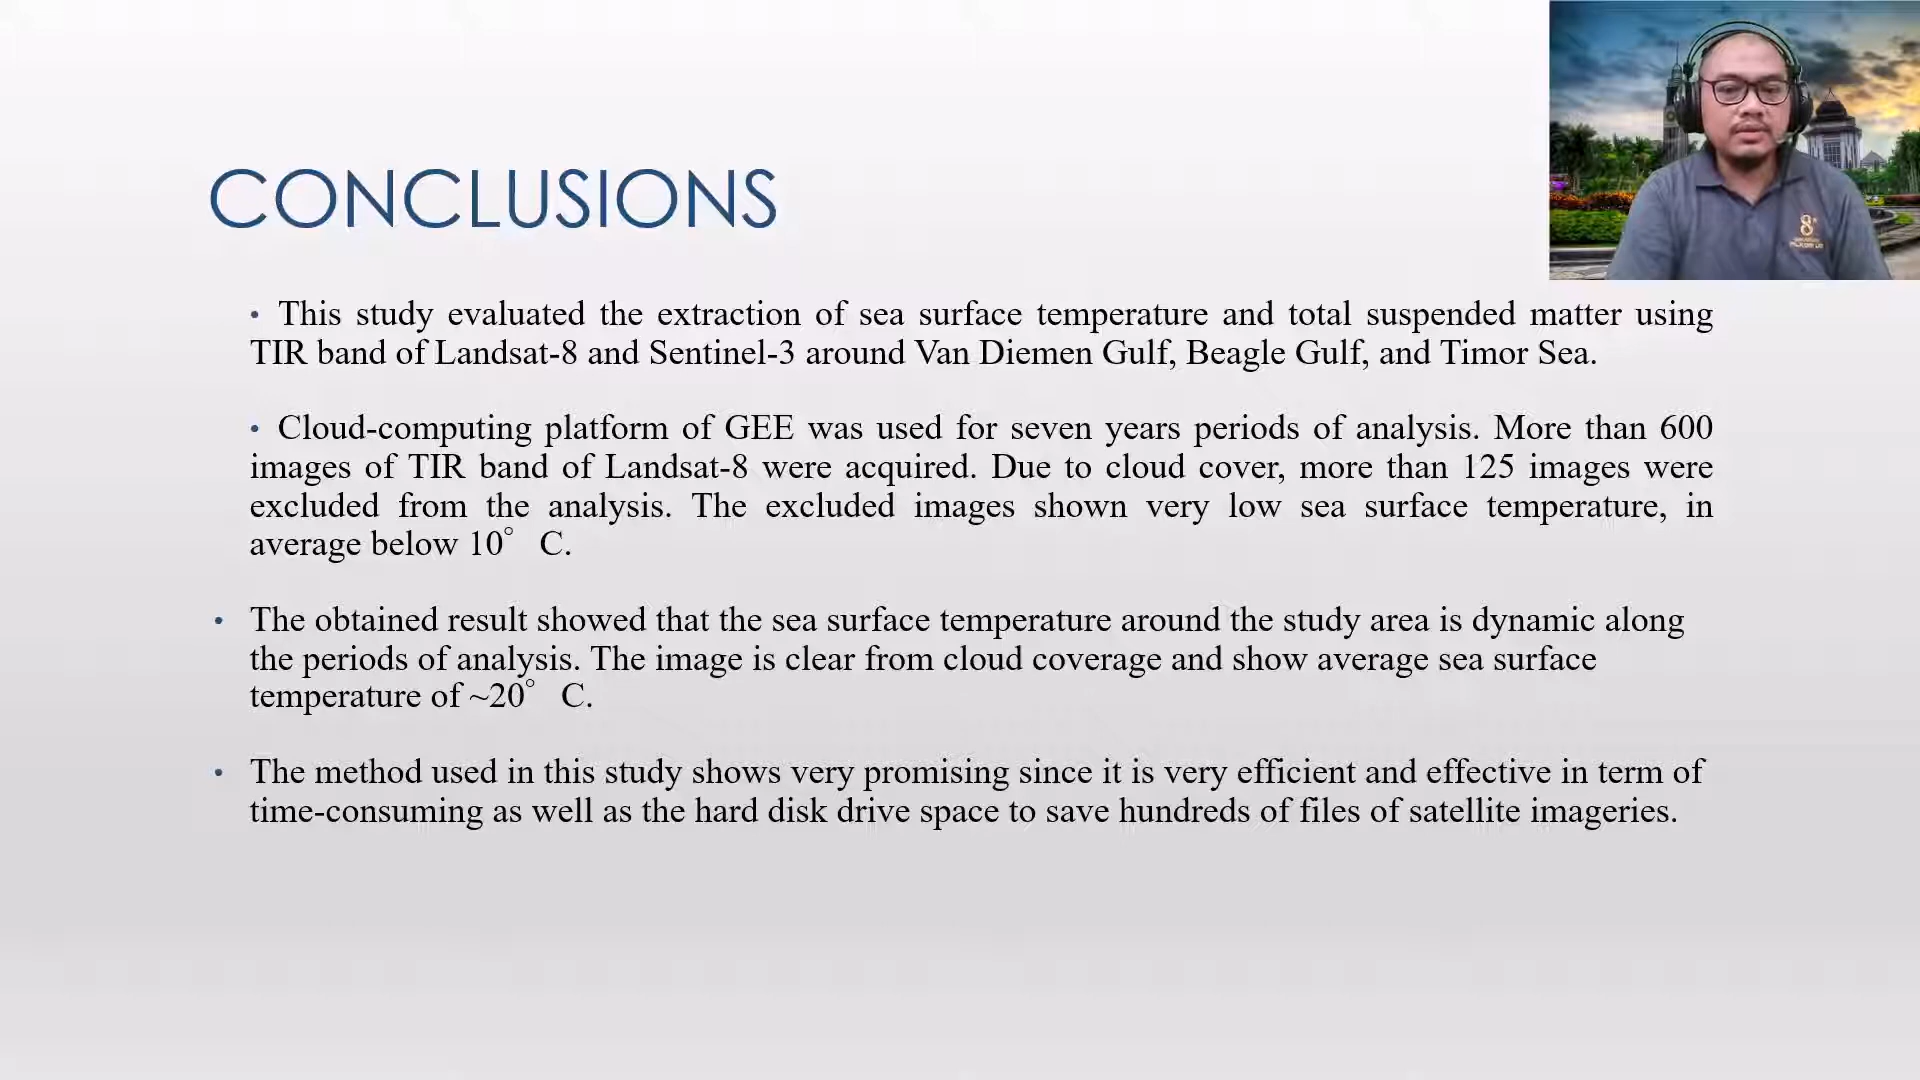 CONCLUSIONS
• This study evaluated the extraction of sea surface temperature and total suspended matter using
TIR band of Landsat-8 and Sentinel-3 around Van Diemen Gulf, Beagle Gulf, and Timor Sea.
• Cloud-computing platform of GEE was used for seven years periods of analysis. More than 600
images of TIR band of Landsat-8 were acquired. Due to cloud cover, more than 125 images were
excluded from the analysis. The excluded images shown very low sea surface temperature, in
average below 10° C.
• The obtained result showed that the sea surface temperature around the study area is dynamic along
the periods of analysis. The image is clear from cloud coverage and show average sea surface
temperature of ~20° C.
• The method used in this study shows very promising since it is very efficient and effective in term of
time-consuming as well as the hard disk drive space to save hundreds of files of satellite imageries.